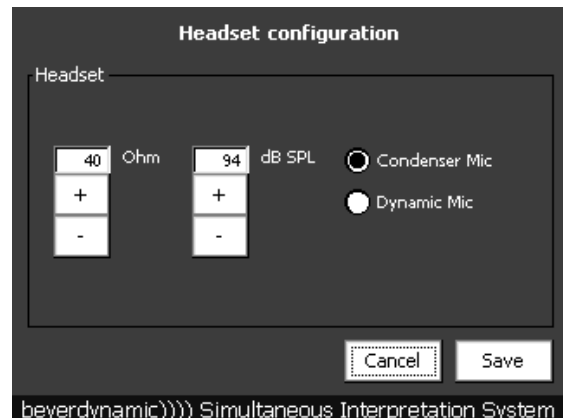 Headset configuration
Headset
40 Ohm 94 dB SPL Condenser Mic
+ + Dynamic Mic
- -
Cancel Save
beyerdynamic)))) Simultaneous Interpretation System